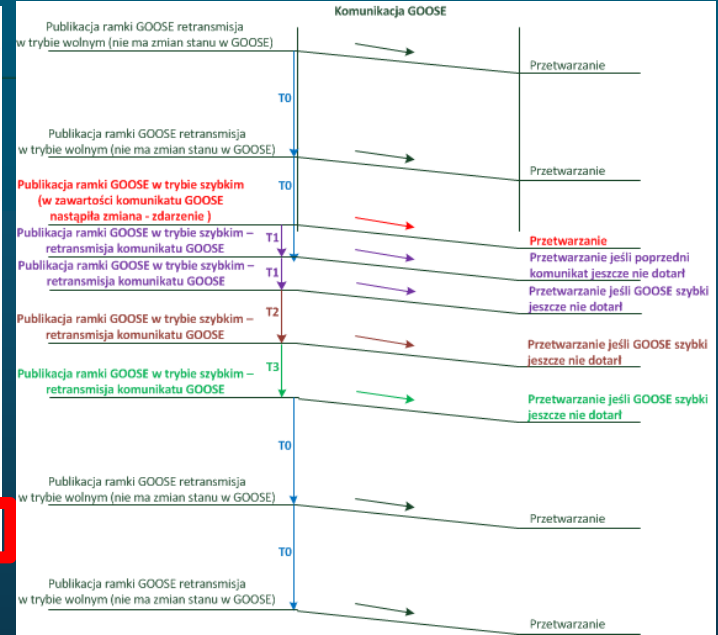 Komunikacja GOOSE
Publikacja ramki GOOSE retransmisja
w trybie wolnym (nie ma zmian stanu w GOOSE)
Przetwarzanie
T0
Publikacja ramki GOOSE retransmisja
w trybie wolnym (nie ma zmian stanu w GOOSE)
Przetwarzanie
T0
Publikacja ramki GOOSE w trybie szybkim
(w zawartości komunikatu GOOSE
nastąpiła zmiana - zdarzenie )
Przetwarzanie
Publikacja ramki GOOSE w trybie szybkim –
retransmisja komunikatu GOOSE
T1
Przetwarzanie jeśli poprzedni
komunikat jeszcze nie dotarł
Publikacja ramki GOOSE w trybie szybkim –
retransmisja komunikatu GOOSE
T1
Przetwarzanie jeśli GOOSE szybki
jeszcze nie dotarł
Publikacja ramki GOOSE w trybie szybkim –
retransmisja komunikatu GOOSE
T2
Przetwarzanie jeśli GOOSE szybki
jeszcze nie dotarł
Publikacja ramki GOOSE w trybie szybkim –
retransmisja komunikatu GOOSE
T3
Przetwarzanie jeśli GOOSE szybki
jeszcze nie dotarł
T0
Publikacja ramki GOOSE retransmisja
w trybie wolnym (nie ma zmian stanu w GOOSE)
Przetwarzanie
T0
Publikacja ramki GOOSE retransmisja
w trybie wolnym (nie ma zmian stanu w GOOSE)
Przetwarzanie